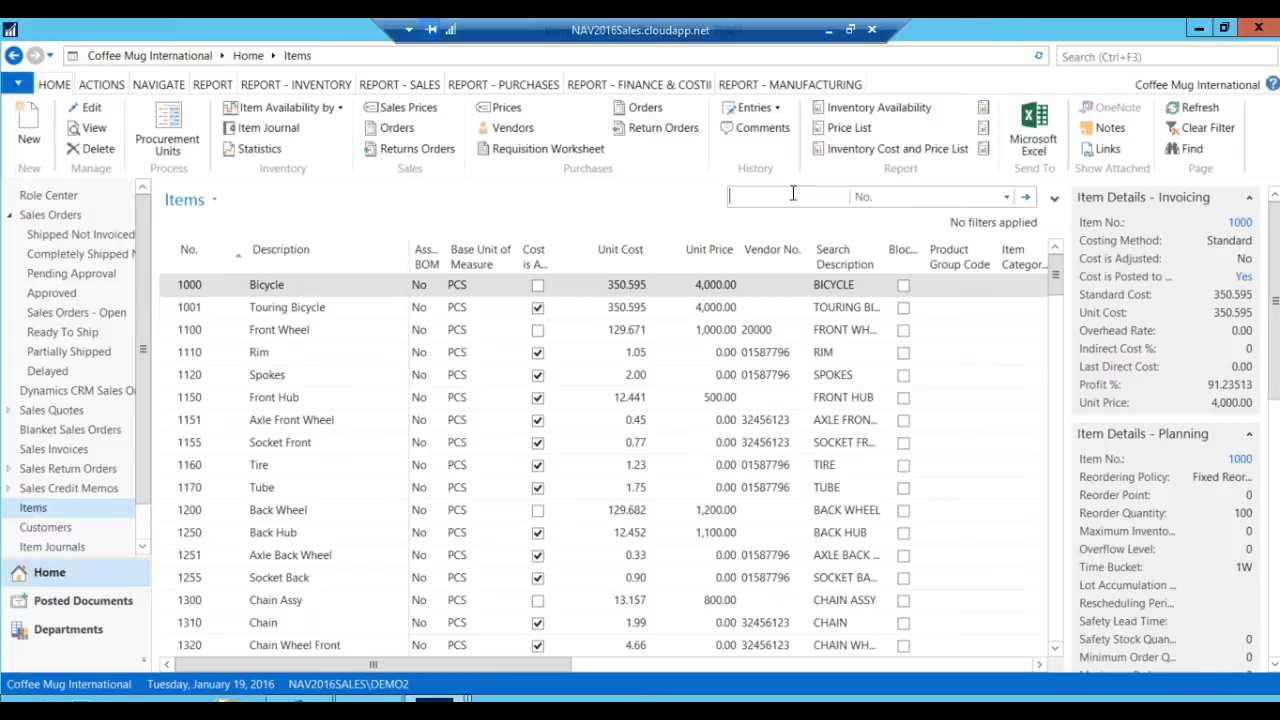 NAV2016Sales.cloudapp.net
Coffee Mug International Home Items
Search (Ctrl+F3)
HOME ACTIONS NAVIGATE REPORT REPORT - INVENTORY REPORT - SALES REPORT - PURCHASES REPORT - FINANCE & COSTII REPORT - MANUFACTURING Coffee Mug International
New
Edit
View
Delete
Procurement
Units
Item Availability by
Item Journal
Statistics
Sales Prices
Orders
Returns Orders
Prices
Vendors
Requisition Worksheet
Orders
Return Orders
Entries
Comments
Inventory Availability
Price List
Inventory Cost and Price List
Microsoft
Excel
OneNote
Notes
Links
Refresh
Clear Filter
Find
New Manage Process Inventory Sales Purchases History Report Send To Show Attached Page
Role Center
Sales Orders
Shipped Not Invoiced
Completely Shipped
Pending Approval
Approved
Sales Orders - Open
Ready To Ship
Partially Shipped
Delayed
Dynamics CRM Sales Or
Sales Quotes
Blanket Sales Orders
Sales Invoices
Sales Return Orders
Sales Credit Memos
Items
Customers
Item Journals
Home
Posted Documents
Departments
Items
No.
No filters applied
No. Description Ass... BOM Base Unit of Measure Cost is A... Unit Cost Unit Price Vendor No. Search Description Bloc... Product Group Code Item Categor...
1000 Bicycle No PCS 350.595 4,000.00 BICYCLE
1001 Touring Bicycle No PCS 350.595 4,000.00 TOURING BI...
1100 Front Wheel No PCS 129.671 1,000.00 20000 FRONT WH...
1110 Rim No PCS 1.05 0.00 01587796 RIM
1120 Spokes No PCS 2.00 0.00 01587796 SPOKES
1150 Front Hub No PCS 12.441 500.00 FRONT HUB
1151 Axle Front Wheel No PCS 0.45 0.00 32456123 AXLE FRON...
1155 Socket Front No PCS 0.77 0.00 32456123 SOCKET FR...
1160 Tire No PCS 1.23 0.00 01587796 TIRE
1170 Tube No PCS 1.75 0.00 01587796 TUBE
1200 Back Wheel No PCS 129.682 1,200.00 BACK WHEEL
1250 Back Hub No PCS 12.452 1,100.00 BACK HUB
1251 Axle Back Wheel No PCS 0.33 0.00 01587796 AXLE BACK ...
1255 Socket Back No PCS 0.90 0.00 01587796 SOCKET BA...
1300 Chain Assy No PCS 13.157 800.00 CHAIN ASSY
1310 Chain No PCS 1.99 0.00 32456123 CHAIN
1320 Chain Wheel Front No PCS 4.66 0.00 32456123 CHAIN WH...
Item Details - Invoicing
Item No.: 1000
Costing Method: Standard
Cost is Adjusted: No
Cost is Posted to ... Yes
Standard Cost: 350.595
Unit Cost: 350.595
Overhead Rate: 0.00
Indirect Cost %: 0
Last Direct Cost: 0.00
Profit %: 91.23513
Unit Price: 4,000.00
Item Details - Planning
Item No.: 1000
Reordering Policy: Fixed Reor...
Reorder Point: 0
Reorder Quantity: 100
Maximum Invento... 0
Overflow Level: 0
Time Bucket: 1W
Lot Accumulation ...
Rescheduling Peri...
Safety Lead Time:
Safety Stock Quan... 0
Minimum Order Q... 0
Coffee Mug International Tuesday, January 19, 2016 NAV2016SALES\DEMO2